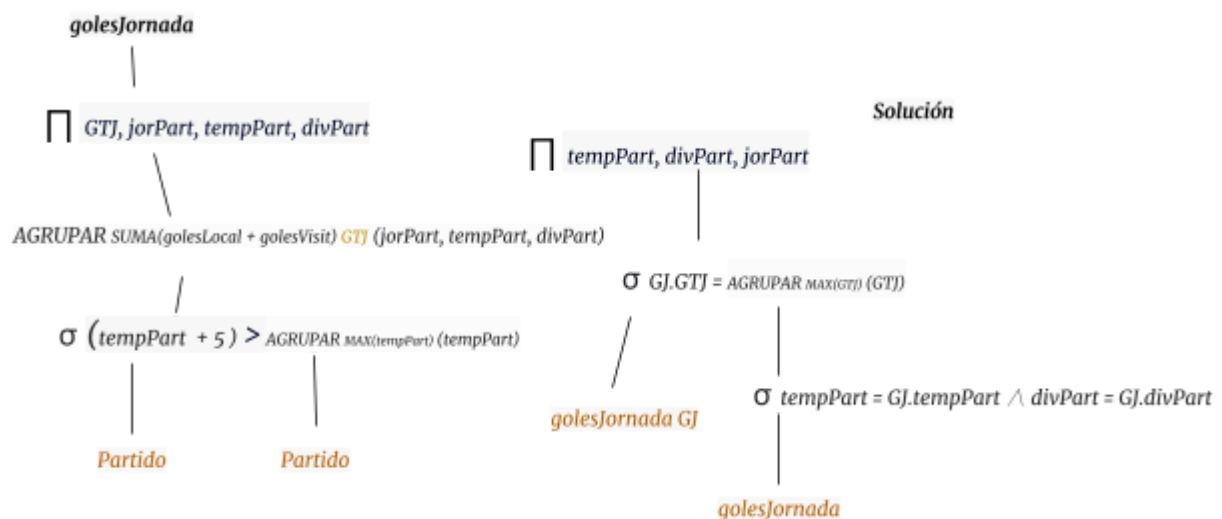 golesJornada
∏ GTJ, jorPart, tempPart, divPart
AGRUPAR SUMA(golesLocal + golesVisit) GTJ (jorPart, tempPart, divPart)
σ (tempPart + 5) > AGRUPAR MAX(tempPart) (tempPart)
Partido Partido
Solución
∏ tempPart, divPart, jorPart
σ GJ.GTJ = AGRUPAR MAX(GTJ) (GTJ)
golesJornada GJ
σ tempPart = GJ.tempPart ∧ divPart = GJ.divPart
golesJornada